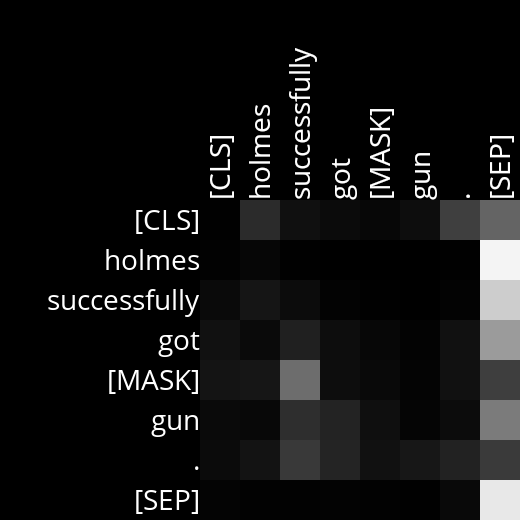 [CLS]
holmes
successfully
got
[MASK]
gun
.
[SEP]
[CLS]
holmes
successfully
got
[MASK]
gun
.
[SEP]